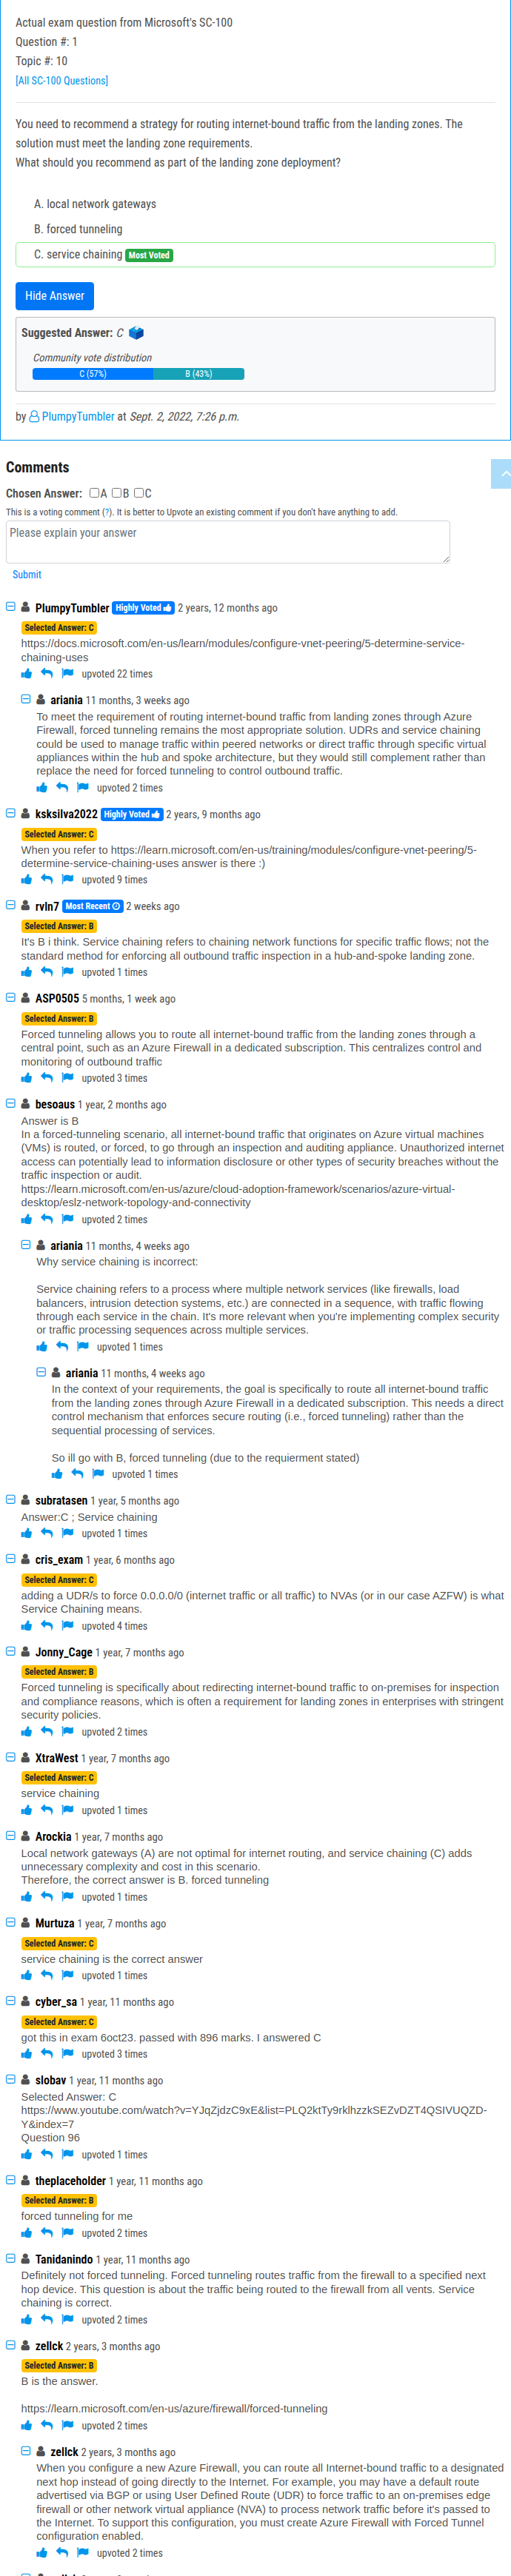 Actual exam question from Microsoft's SC-100
Question #: 1
Topic #: 10
[All SC-100 Questions]
You need to recommend a strategy for routing internet-bound traffic from the landing zones. The
solution must meet the landing zone requirements.
What should you recommend as part of the landing zone deployment?
A. local network gateways
B. forced tunneling
C. service chaining Most Voted
Hide Answer
Suggested Answer: C
Community vote distribution
C (57%) B (43%)
by PlumpyTumbler at Sept. 2, 2022, 7:26 p.m.
Comments
Chosen Answer: A B C
This is a voting comment (?). It is better to Upvote an existing comment if you don't have anything to add.
Please explain your answer
Submit
PlumpyTumbler Highly Voted 2 years, 12 months ago
Selected Answer: C
https://docs.microsoft.com/en-us/learn/modules/configure-vnet-peering/5-determine-service-
chaining-uses
upvoted 22 times
ariania 11 months, 3 weeks ago
To meet the requirement of routing internet-bound traffic from landing zones through Azure
Firewall, forced tunneling remains the most appropriate solution. UDRs and service chaining
could be used to manage traffic within peered networks or direct traffic through specific virtual
appliances within the hub and spoke architecture, but they would still complement rather than
replace the need for forced tunneling to control outbound traffic.
upvoted 2 times
ksksilva2022 Highly Voted 2 years, 9 months ago
Selected Answer: C
When you refer to https://learn.microsoft.com/en-us/training/modules/configure-vnet-peering/5-
determine-service-chaining-uses answer is there :)
upvoted 9 times
rvln7 Most Recent 2 weeks ago
Selected Answer: B
It's B i think. Service chaining refers to chaining network functions for specific traffic flows; not the
standard method for enforcing all outbound traffic inspection in a hub-and-spoke landing zone.
upvoted 1 times
ASP0505 5 months, 1 week ago
Selected Answer: B
Forced tunneling allows you to route all internet-bound traffic from the landing zones through a
central point, such as an Azure Firewall in a dedicated subscription. This centralizes control and
monitoring of outbound traffic
upvoted 3 times
besoaus 1 year, 2 months ago
Answer is B
In a forced-tunneling scenario, all internet-bound traffic that originates on Azure virtual machines
(VMs) is routed, or forced, to go through an inspection and auditing appliance. Unauthorized internet
access can potentially lead to information disclosure or other types of security breaches without the
traffic inspection or audit.
https://learn.microsoft.com/en-us/azure/cloud-adoption-framework/scenarios/azure-virtual-
desktop/eslz-network-topology-and-connectivity
upvoted 2 times
ariania 11 months, 4 weeks ago
Why service chaining is incorrect:
Service chaining refers to a process where multiple network services (like firewalls, load
balancers, intrusion detection systems, etc.) are connected in a sequence, with traffic flowing
through each service in the chain. It's more relevant when you're implementing complex security
or traffic processing sequences across multiple services.
upvoted 1 times
ariania 11 months, 4 weeks ago
In the context of your requirements, the goal is specifically to route all internet-bound traffic
from the landing zones through Azure Firewall in a dedicated subscription. This needs a direct
control mechanism that enforces secure routing (i.e., forced tunneling) rather than the
sequential processing of services.
So ill go with B, forced tunneling (due to the requierment stated)
upvoted 1 times
subratasen 1 year, 5 months ago
Answer:C ; Service chaining
upvoted 1 times
cris_exam 1 year, 6 months ago
Selected Answer: C
adding a UDR/s to force 0.0.0.0/0 (internet traffic or all traffic) to NVAs (or in our case AZFW) is what
Service Chaining means.
upvoted 4 times
Jonny_Cage 1 year, 7 months ago
Selected Answer: B
Forced tunneling is specifically about redirecting internet-bound traffic to on-premises for inspection
and compliance reasons, which is often a requirement for landing zones in enterprises with stringent
security policies.
upvoted 2 times
XtraWest 1 year, 7 months ago
Selected Answer: C
service chaining
upvoted 1 times
Arockia 1 year, 7 months ago
Local network gateways (A) are not optimal for internet routing, and service chaining (C) adds
unnecessary complexity and cost in this scenario.
Therefore, the correct answer is B. forced tunneling
upvoted 1 times
Murtuza 1 year, 7 months ago
Selected Answer: C
service chaining is the correct answer
upvoted 1 times
cyber_sa 1 year, 11 months ago
Selected Answer: C
got this in exam 6oct23. passed with 896 marks. I answered C
upvoted 3 times
slobav 1 year, 11 months ago
Selected Answer: C
https://www.youtube.com/watch?v=YJqZjdzC9xE&list=PLQ2ktTy9rklhzzkSEZvDZT4QSIVUQZD-
Y&index=7
Question 96
upvoted 1 times
theplaceholder 1 year, 11 months ago
Selected Answer: B
forced tunneling for me
upvoted 2 times
Tanidanindo 1 year, 11 months ago
Definitely not forced tunneling. Forced tunneling routes traffic from the firewall to a specified next
hop device. This question is about the traffic being routed to the firewall from all vents. Service
chaining is correct.
upvoted 2 times
zellck 2 years, 3 months ago
Selected Answer: B
B is the answer.
https://learn.microsoft.com/en-us/azure/firewall/forced-tunneling
upvoted 2 times
zellck 2 years, 3 months ago
When you configure a new Azure Firewall, you can route all Internet-bound traffic to a designated
next hop instead of going directly to the Internet. For example, you may have a default route
advertised via BGP or using User Defined Route (UDR) to force traffic to an on-premises edge
firewall or other network virtual appliance (NVA) to process network traffic before it's passed to
the Internet. To support this configuration, you must create Azure Firewall with Forced Tunnel
configuration enabled.
upvoted 2 times